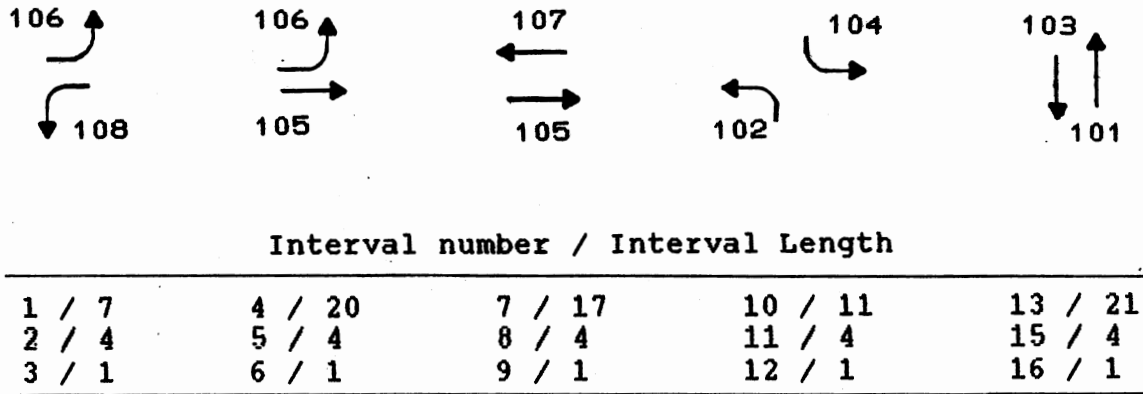 106 106 107 104 103
108 105 105 102 101
Interval number / Interval Length
1 / 7 4 / 20 7 / 17 10 / 11 13 / 21
2 / 4 5 / 4 8 / 4 11 / 4 15 / 4
3 / 1 6 / 1 9 / 1 12 / 1 16 / 1